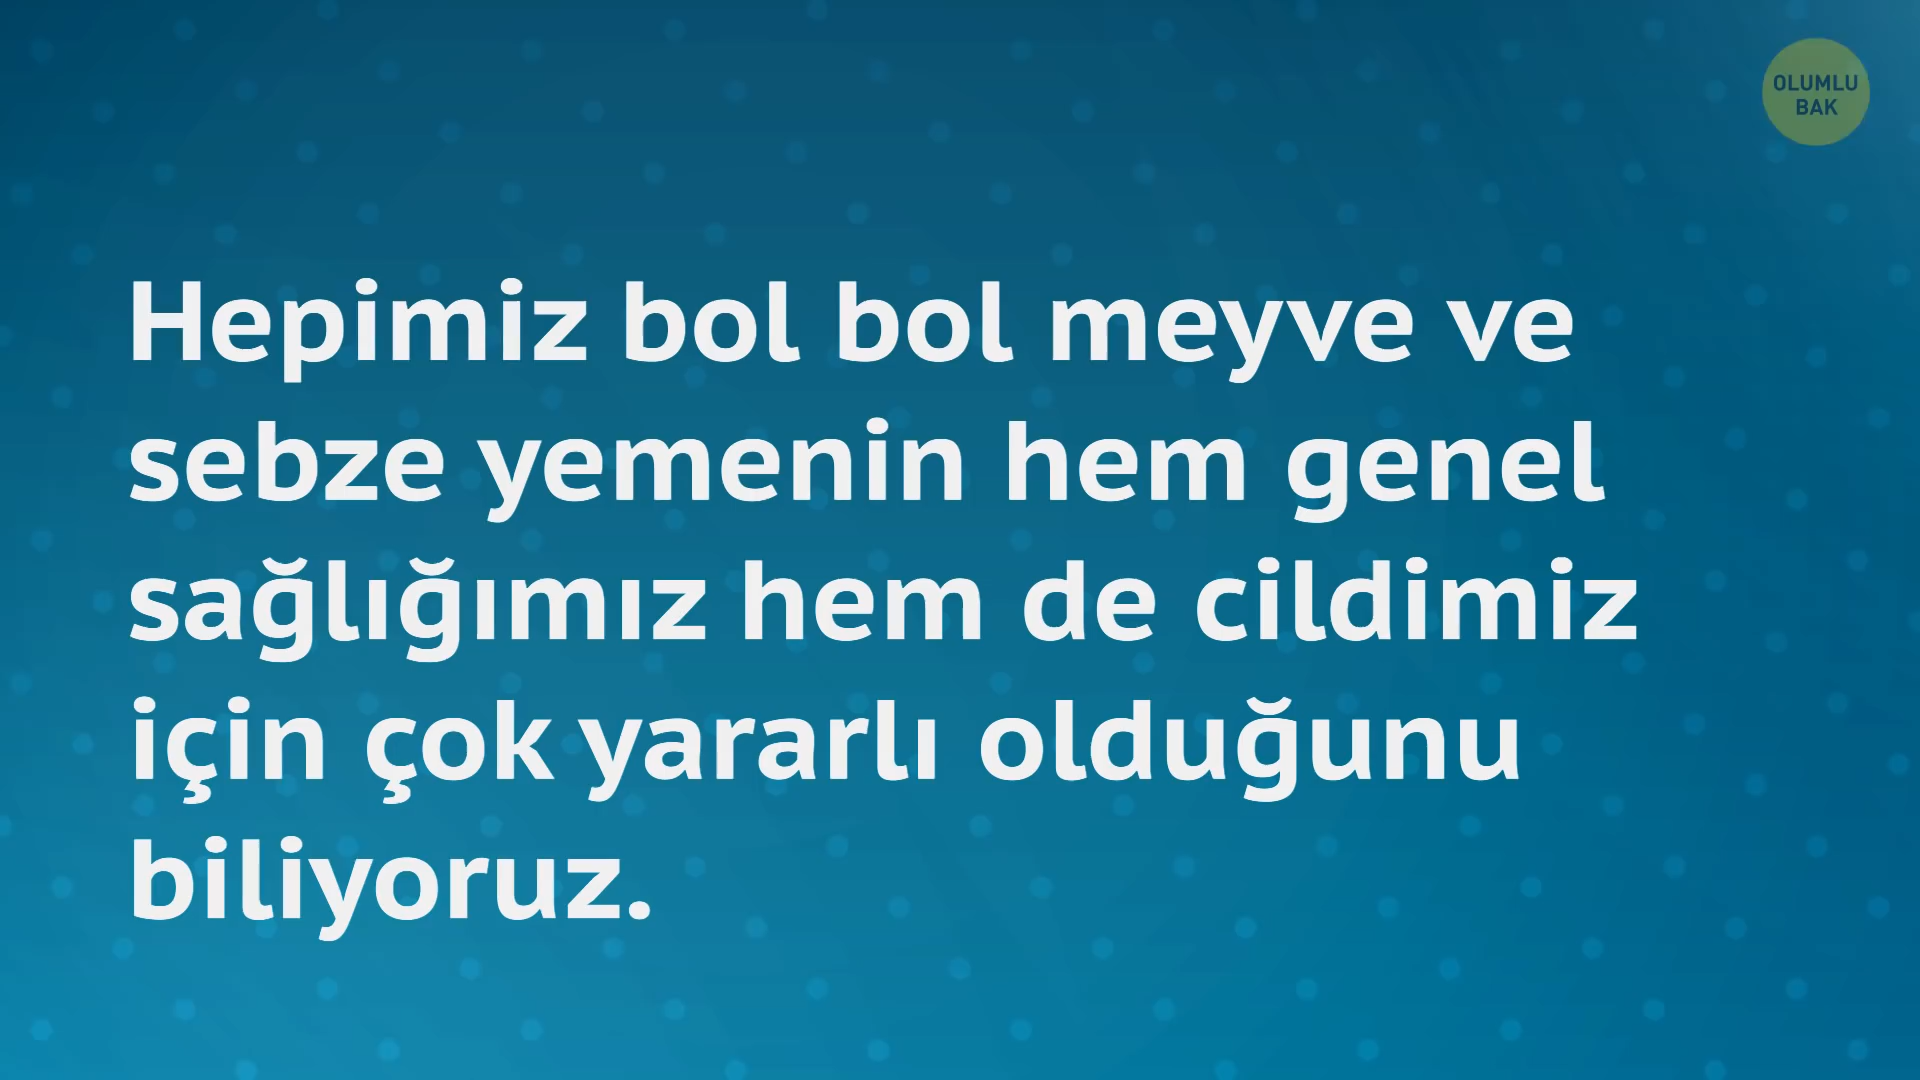 OLUMLU
BAK
Hepimiz bol bol meyve ve
sebze yemenin hem genel
sağlığımız hem de cildimiz
için çok yararlı olduğunu
biliyoruz.